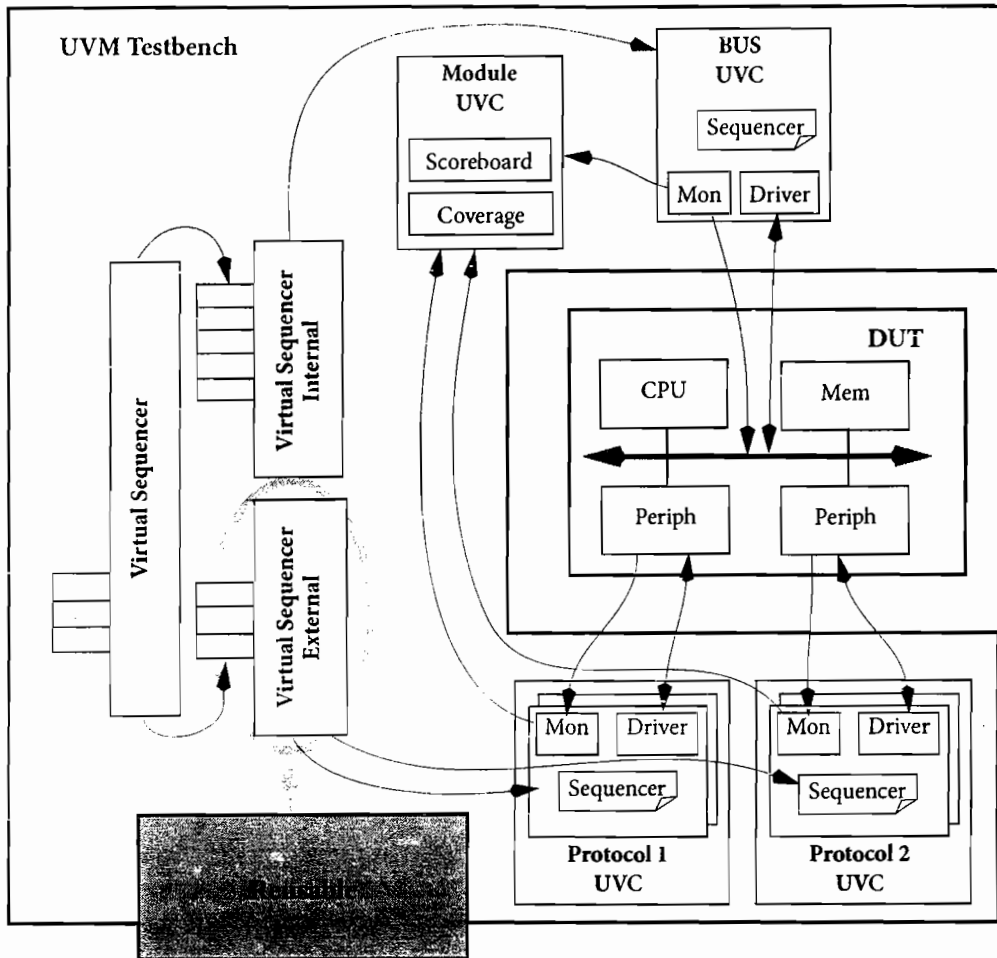 UVM Testbench
BUS
UVC
Sequencer
Mon
Driver
Module
UVC
Scoreboard
Coverage
Virtual Sequencer
Virtual Sequencer
Internal
Virtual Sequencer
External
DUT
CPU
Mem
Periph
Periph
Mon
Driver
Sequencer
Protocol 1
UVC
Mon
Driver
Sequencer
Protocol 2
UVC
Reusable